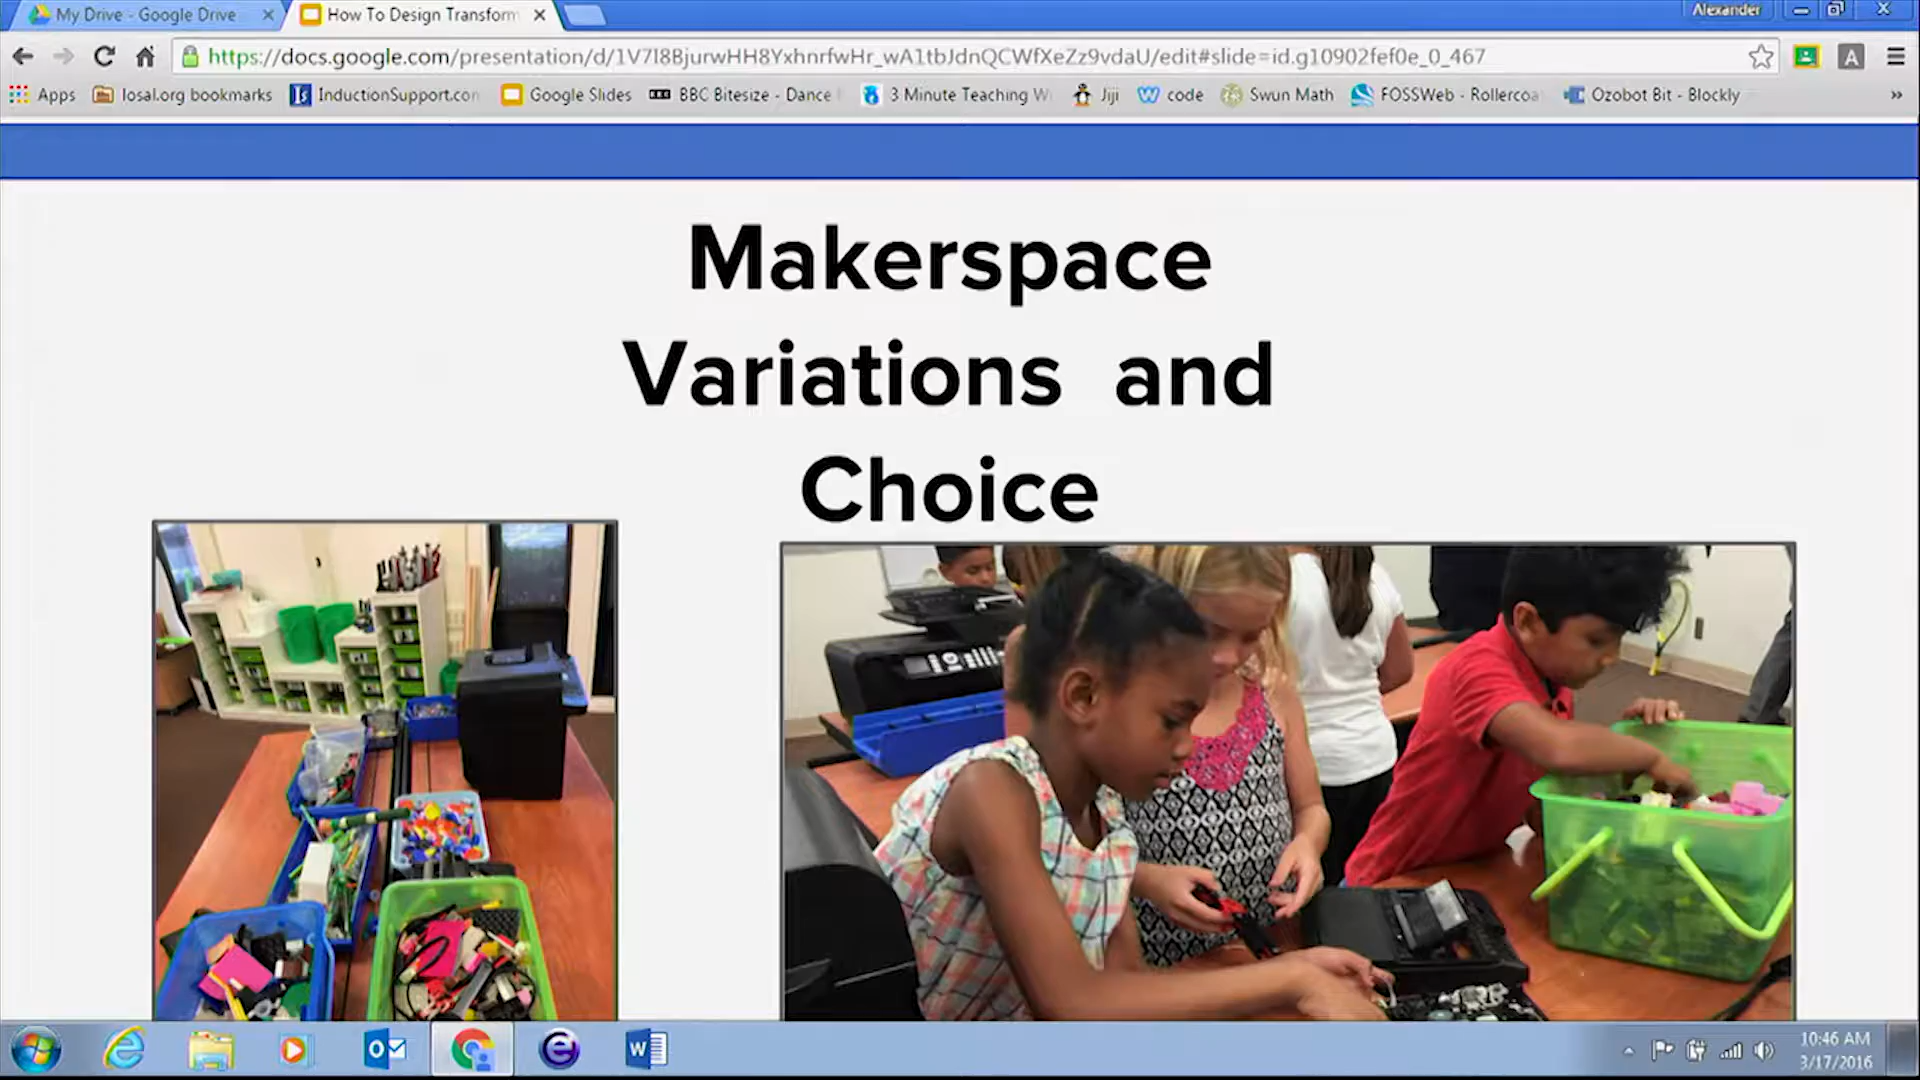 My Drive - Google Drive
How To Design Transform
Alexander
https://docs.google.com/presentation/d/1V7l8BjurwHH8YxhnrfwHr_wA1tbJdnQCWfXeZz9vdaU/edit#slide=id.g10902fef0e_0_467
A
Apps
losal.org bookmarks
InductionSupport.con
Google Slides
BBC Bitesize - Dance
3 Minute Teaching W
Jiji
code
Swun Math
FOSSWeb - Rollercoa
Ozobot Bit - Blockly
Makerspace
Variations and
Choice
10:46 AM
3/17/2016